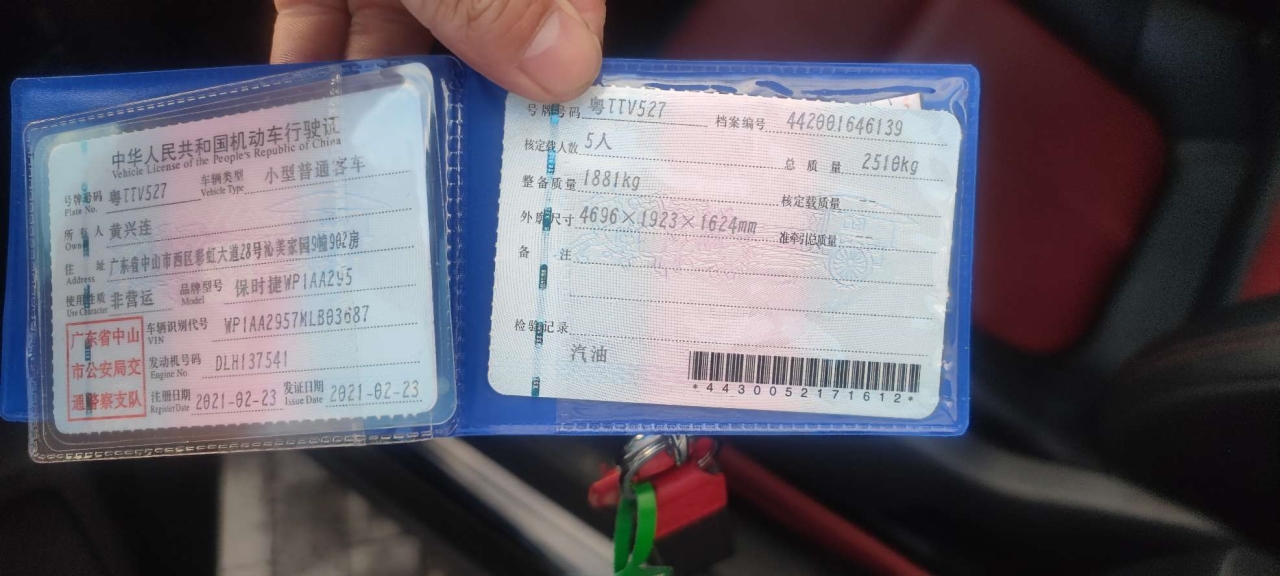 中华人民共和国机动车行驶证
Vehicle License of the People's Republic of China
号牌号码 粤TTV527 车辆类型 小型普通客车
Plate No. Vehicle Type
所有人 黄兴连
Owner
住址 广东省中山市西区彩虹大道28号沁美家园9幢902房
Address
使用性质 非营运 品牌型号 保时捷WP1AA295
Use Character Model
广东省中山
市公安局交
通警察支队
车辆识别代号 WP1AA2957MLB03687
VIN
发动机号码 DLH137541
Engine No.
注册日期 2021-02-23 发证日期 2021-02-23
Register Date Issue Date
号牌号码 粤TTV527 档案编号 442001646139
核定载人数 5人 总质量 2510kg
整备质量 1881kg 核定载质量 --
外廓尺寸 4696×1923×1624mm 准牵引总质量 --
备注
检验记录
汽油
*4430052171612*